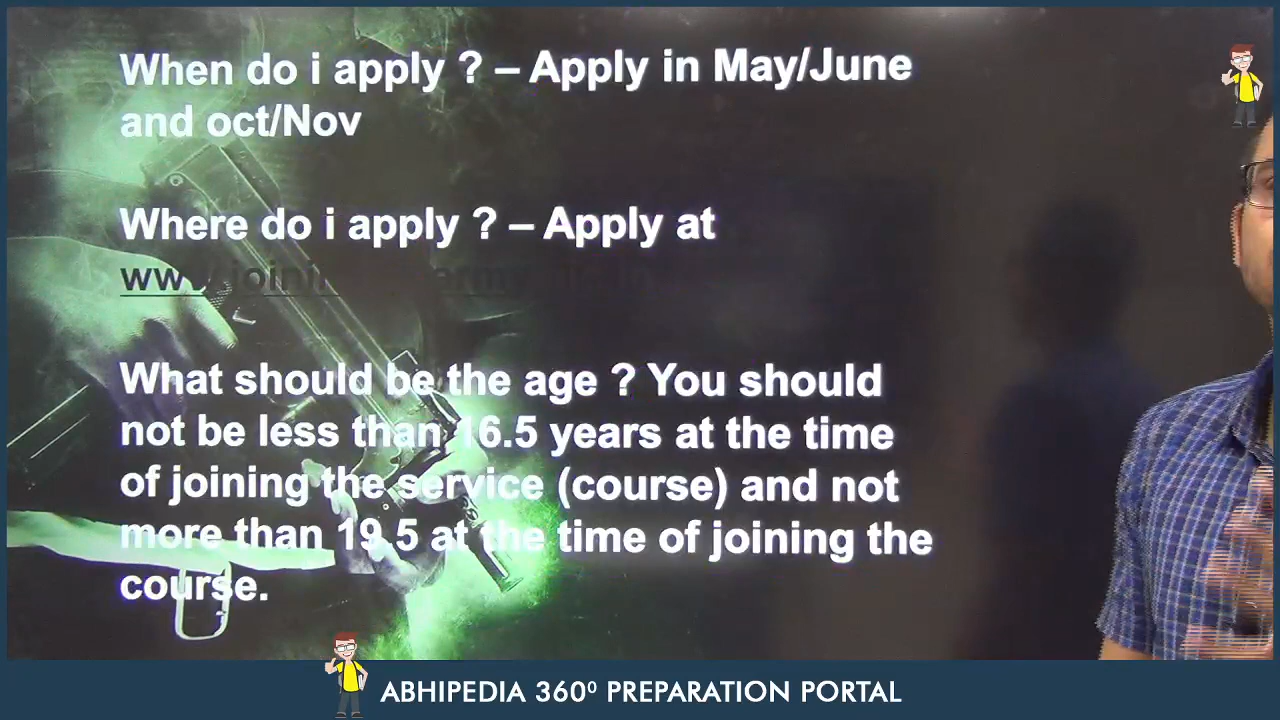 When do i apply ? – Apply in May/June
and oct/Nov
Where do i apply ? – Apply at
What should be the age ? You should
not be less than 16.5 years at the time
of joining the service (course) and not
more than 19.5 at the time of joining the
course.
ABHIPEDIA 360⁰ PREPARATION PORTAL